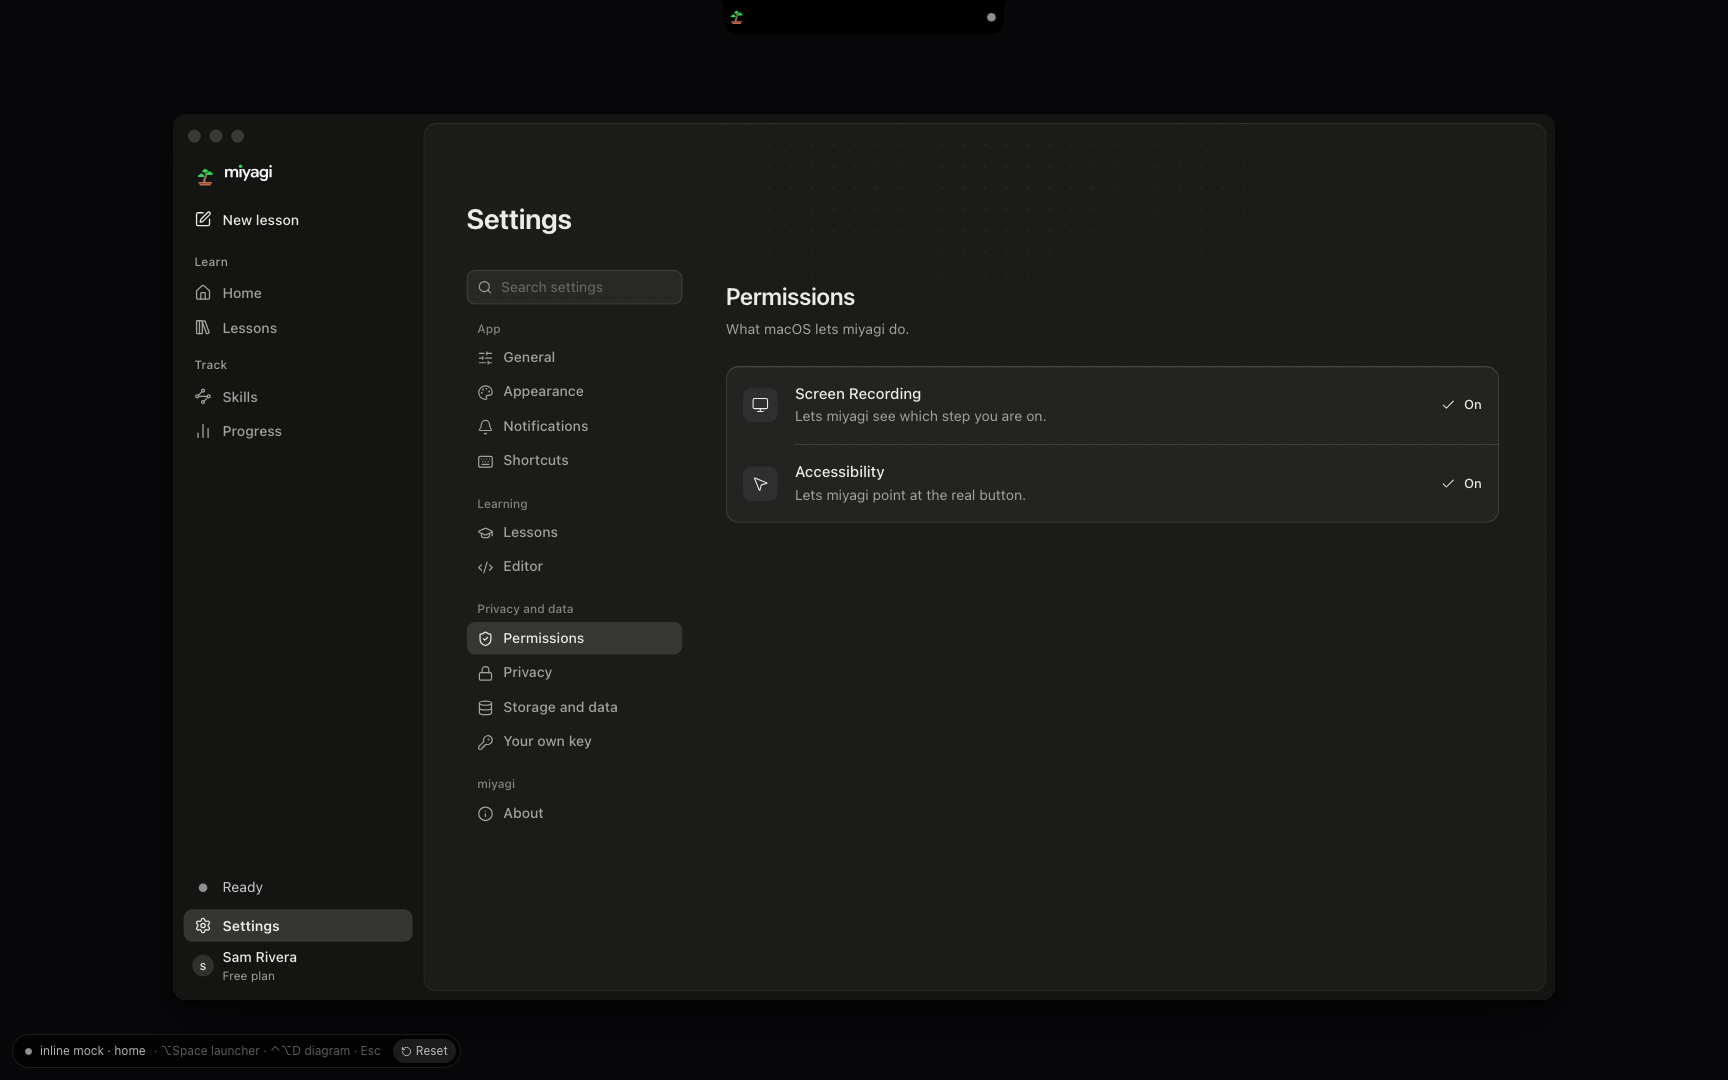 miyagi
New lesson
Learn
Home
Lessons
Track
Skills
Progress
Ready
Settings
S
Sam Rivera
Free plan
Settings
Search settings
App
General
Appearance
Notifications
Shortcuts
Learning
Lessons
Editor
Privacy and data
Permissions
Privacy
Storage and data
Your own key
miyagi
About
Permissions
What macOS lets miyagi do.
Screen Recording
Lets miyagi see which step you are on.
On
Accessibility
Lets miyagi point at the real button.
On
inline mock · home · ⌥Space launcher · ^⌥D diagram · Esc
Reset